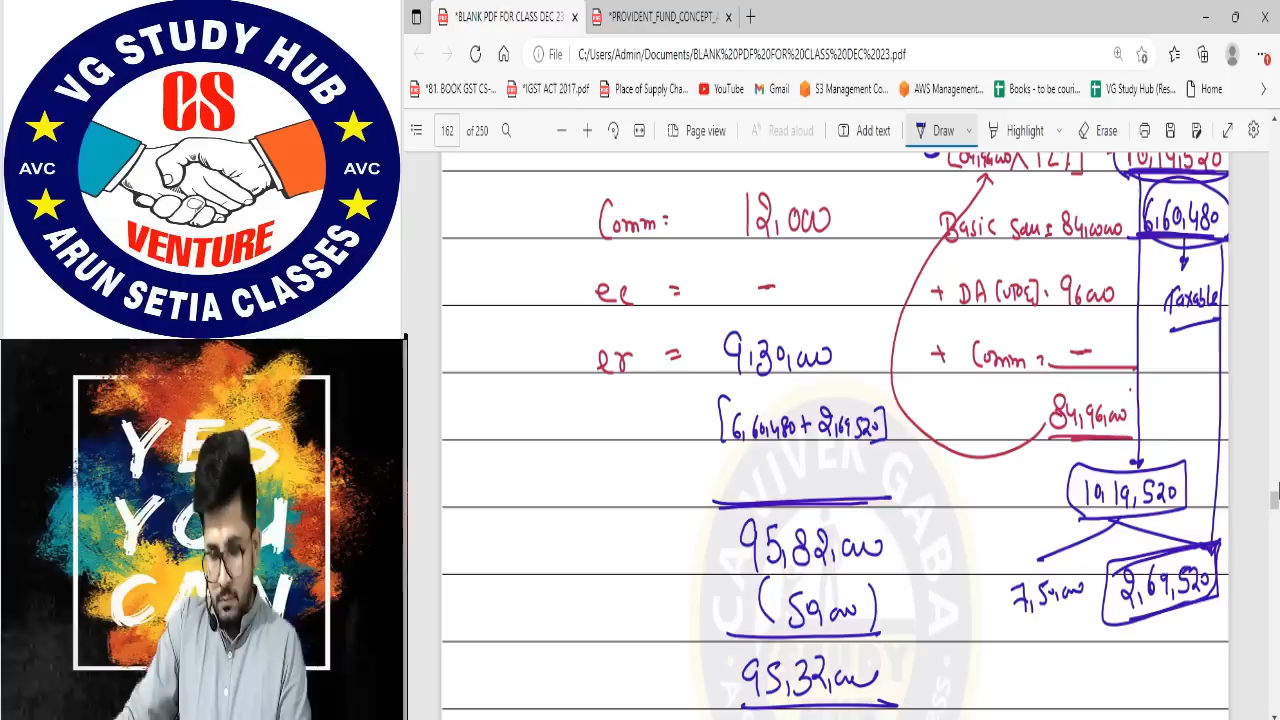 VG STUDY HUB
CS
AVC
AVC
VENTURE
ARUN SETIA CLASSES
YES
YOU
CAN
*BLANK PDF FOR CLASS DEC 23
*PROVIDENT_FUND_CONCEPT_
File
C:/Users/Admin/Documents/BLANK%20PDF%20FOR%20CLASS%20DEC%2023.pdf
*81. BOOK GST CS-...
*IGST ACT 2017.pdf
Place of Supply Cha...
YouTube
Gmail
S3 Management Co...
AWS Management...
Books - to be couri...
VG Study Hub (Res...
Home
162 of 250
Page view
Read aloud
Add text
Draw
Highlight
Erase
10,19,520
Comm: 12,000
Basic Sal: 84,00,000
6,60,480
ee = -
+ DA [UTOE]: 96000
Taxable
er = 9,30,000
+ Comm: -
[6,60,480 + 2,69,520]
84,96,000
10,19,520
95,82,000
7,50,000
2,69,520
(50,000)
95,32,000
VIVEK GABA
STUDY